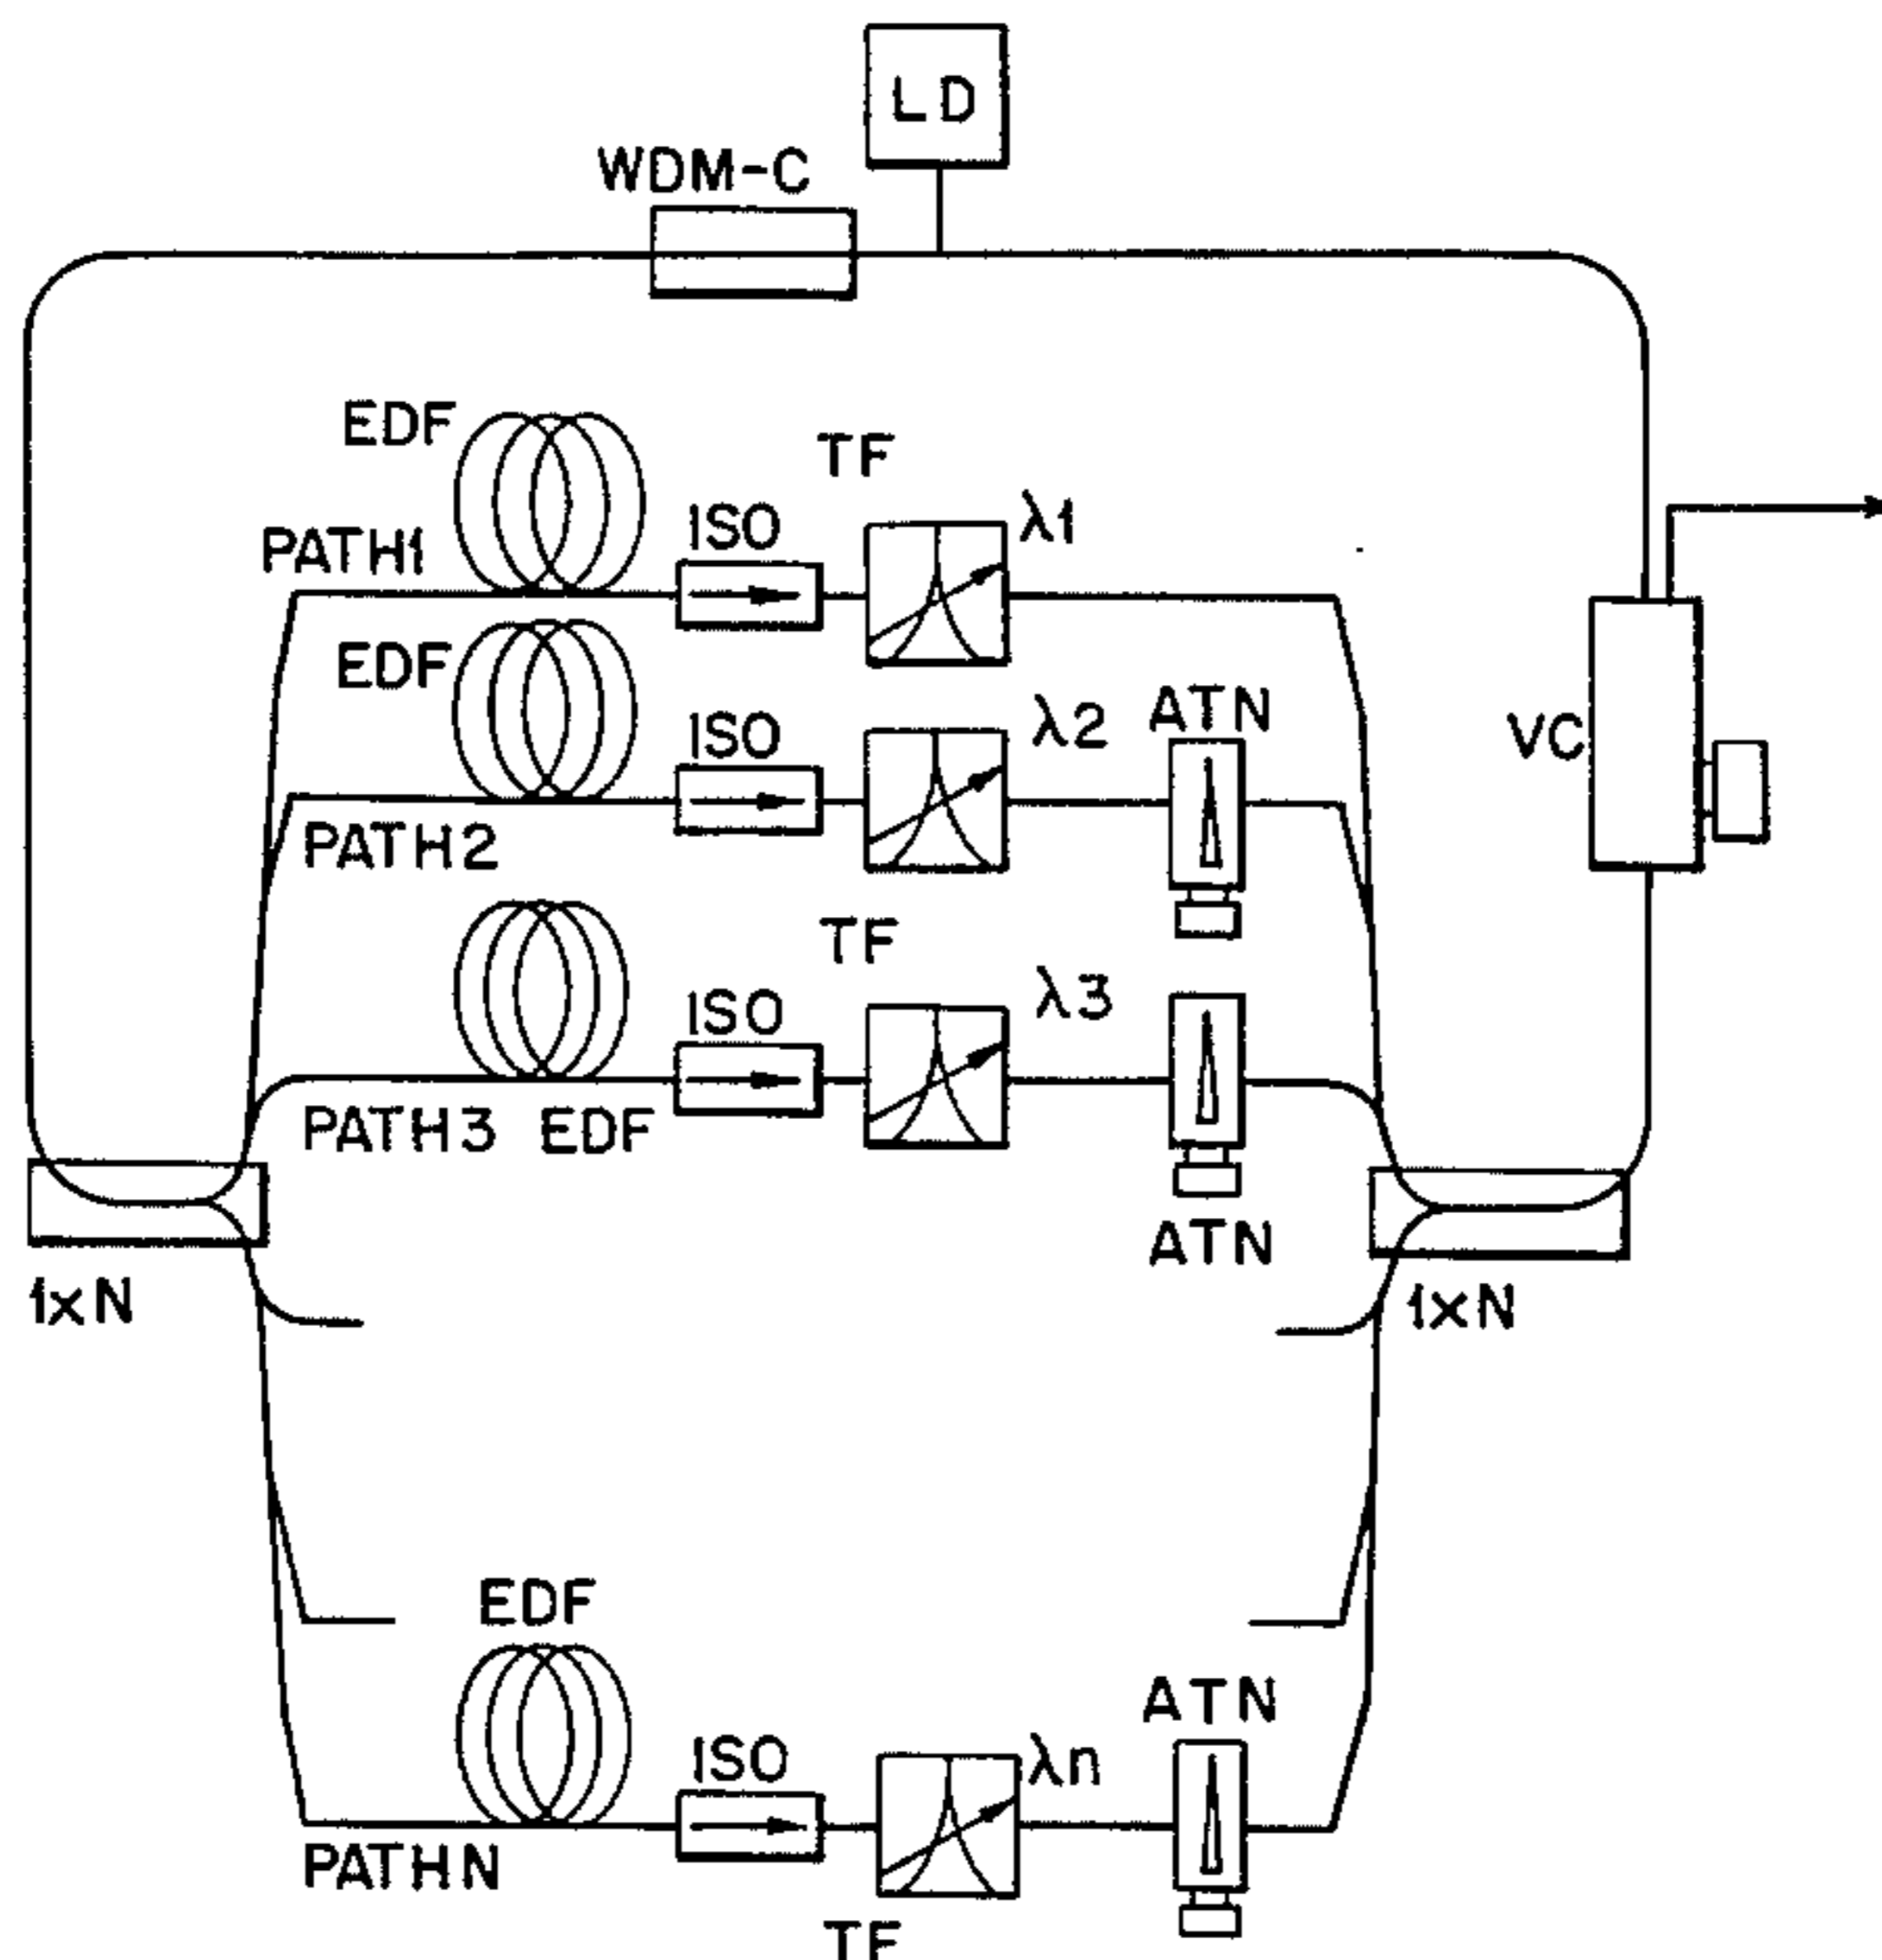 LD
WDM-C
EDF
TF
PATH1
ISO
λ1
EDF
ISO
λ2
ATN
VC
PATH2
TF
ISO
λ3
PATH3
EDF
ATN
1xN
1xN
EDF
ISO
λn
ATN
PATHN
TF